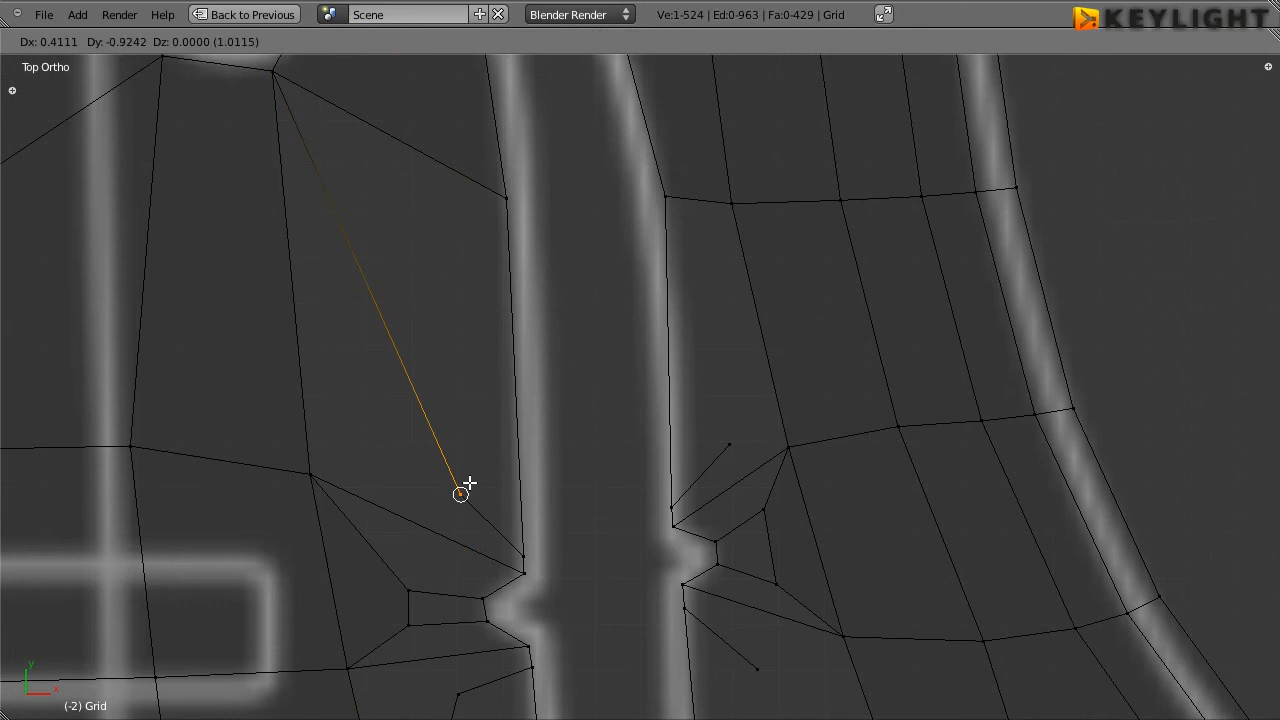 File Add Render Help Back to Previous Scene Blender Render Ve:1-524 | Ed:0-963 | Fa:0-429 | Grid KEYLIGHT
Dx: 0.4111 Dy: -0.9242 Dz: 0.0000 (1.0115)
Top Ortho
y
x
(-2) Grid